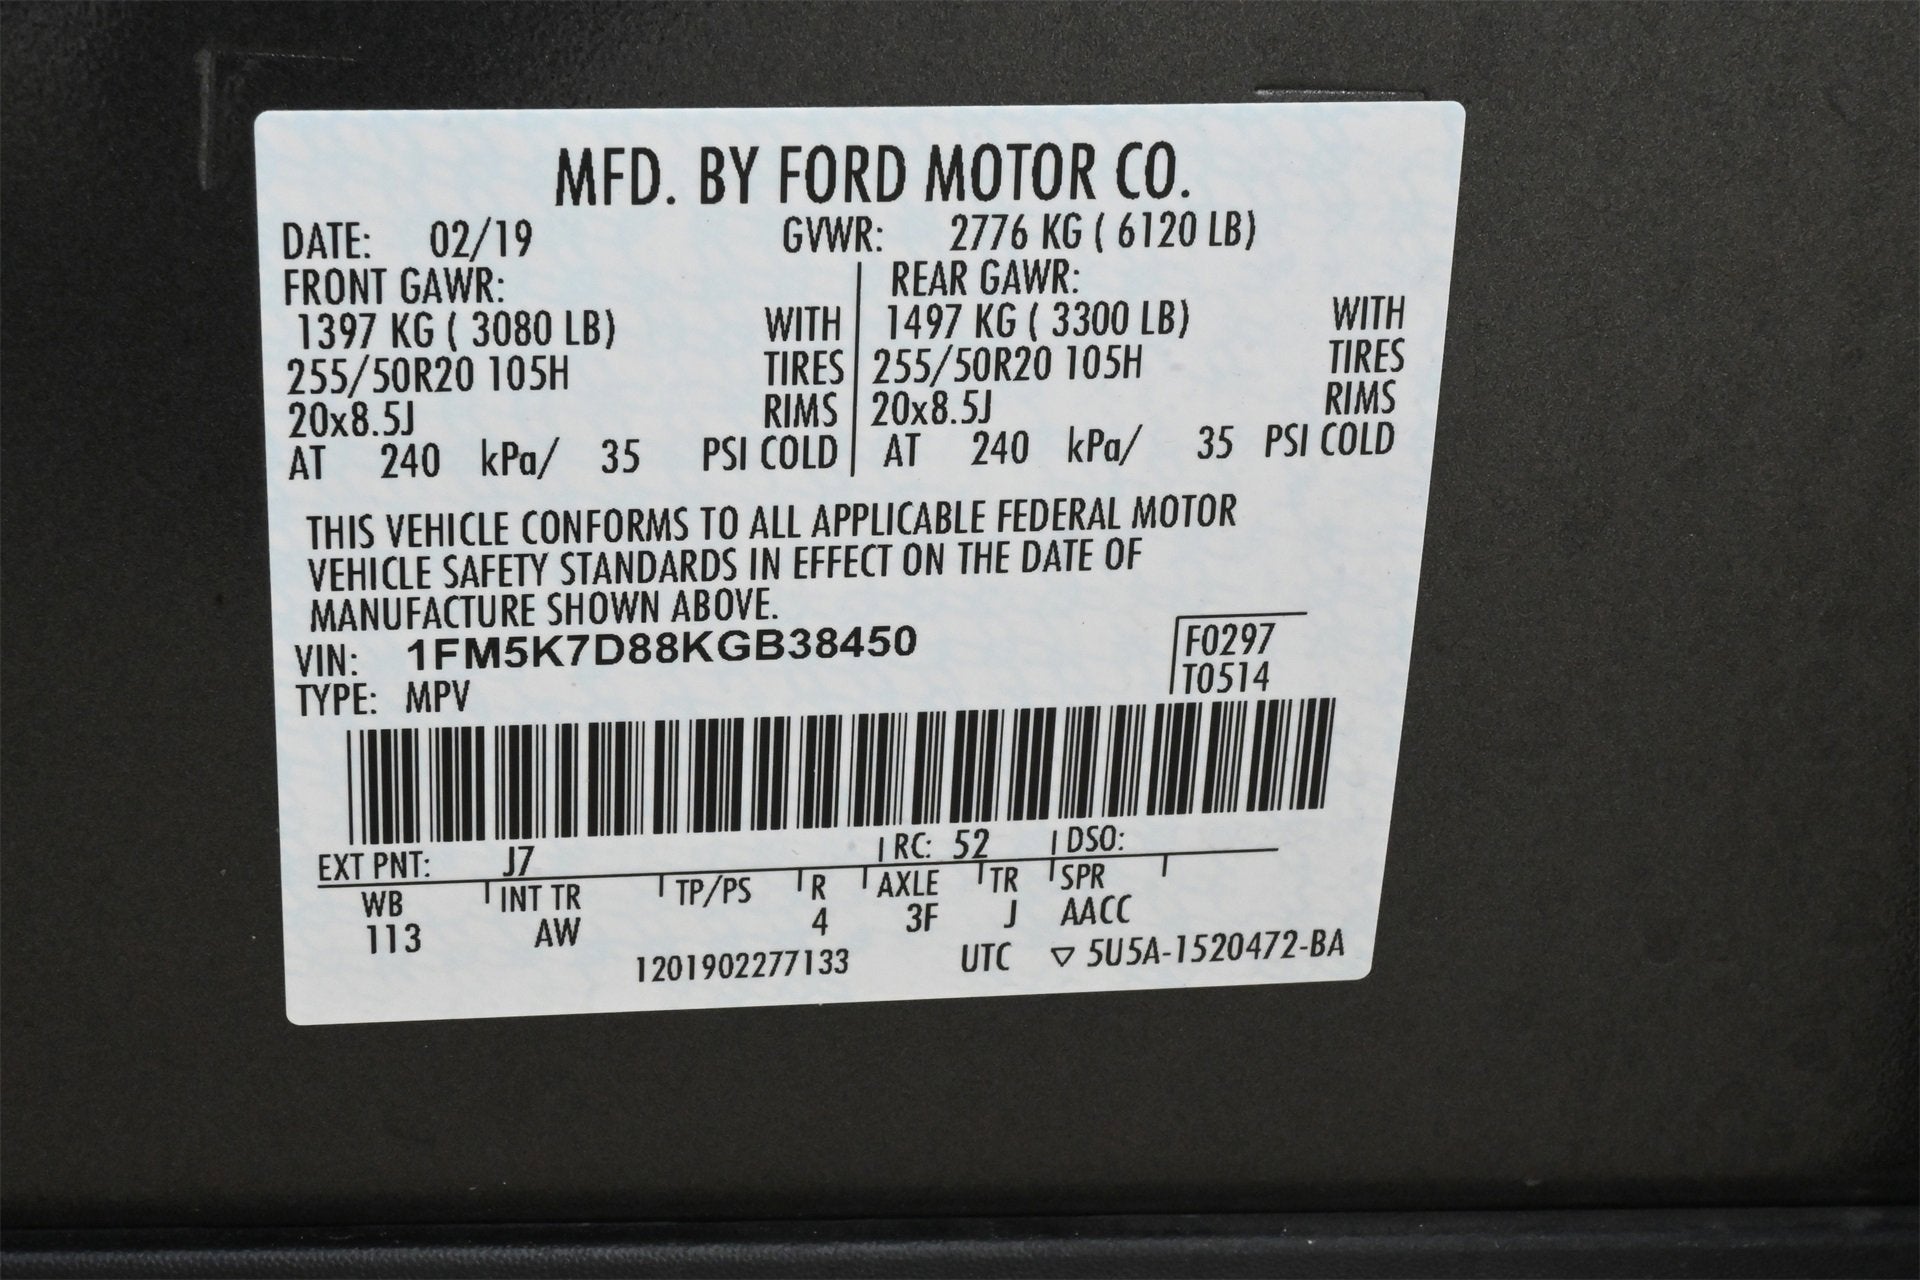 MFD. BY FORD MOTOR CO.
DATE: 02/19 GVWR: 2776 KG ( 6120 LB)
FRONT GAWR: REAR GAWR:
1397 KG ( 3080 LB) WITH 1497 KG ( 3300 LB) WITH
255/50R20 105H TIRES 255/50R20 105H TIRES
20x8.5J RIMS 20x8.5J RIMS
AT 240 kPa/ 35 PSI COLD AT 240 kPa/ 35 PSI COLD
THIS VEHICLE CONFORMS TO ALL APPLICABLE FEDERAL MOTOR
VEHICLE SAFETY STANDARDS IN EFFECT ON THE DATE OF
MANUFACTURE SHOWN ABOVE.
VIN: 1FM5K7D88KGB38450 F0297
TYPE: MPV T0514
EXT PNT: J7 RC: 52 DSO:
WB INT TR TP/PS R AXLE TR SPR
113 AW 4 3F J AACC
1201902277133 UTC ▽ 5U5A-1520472-BA